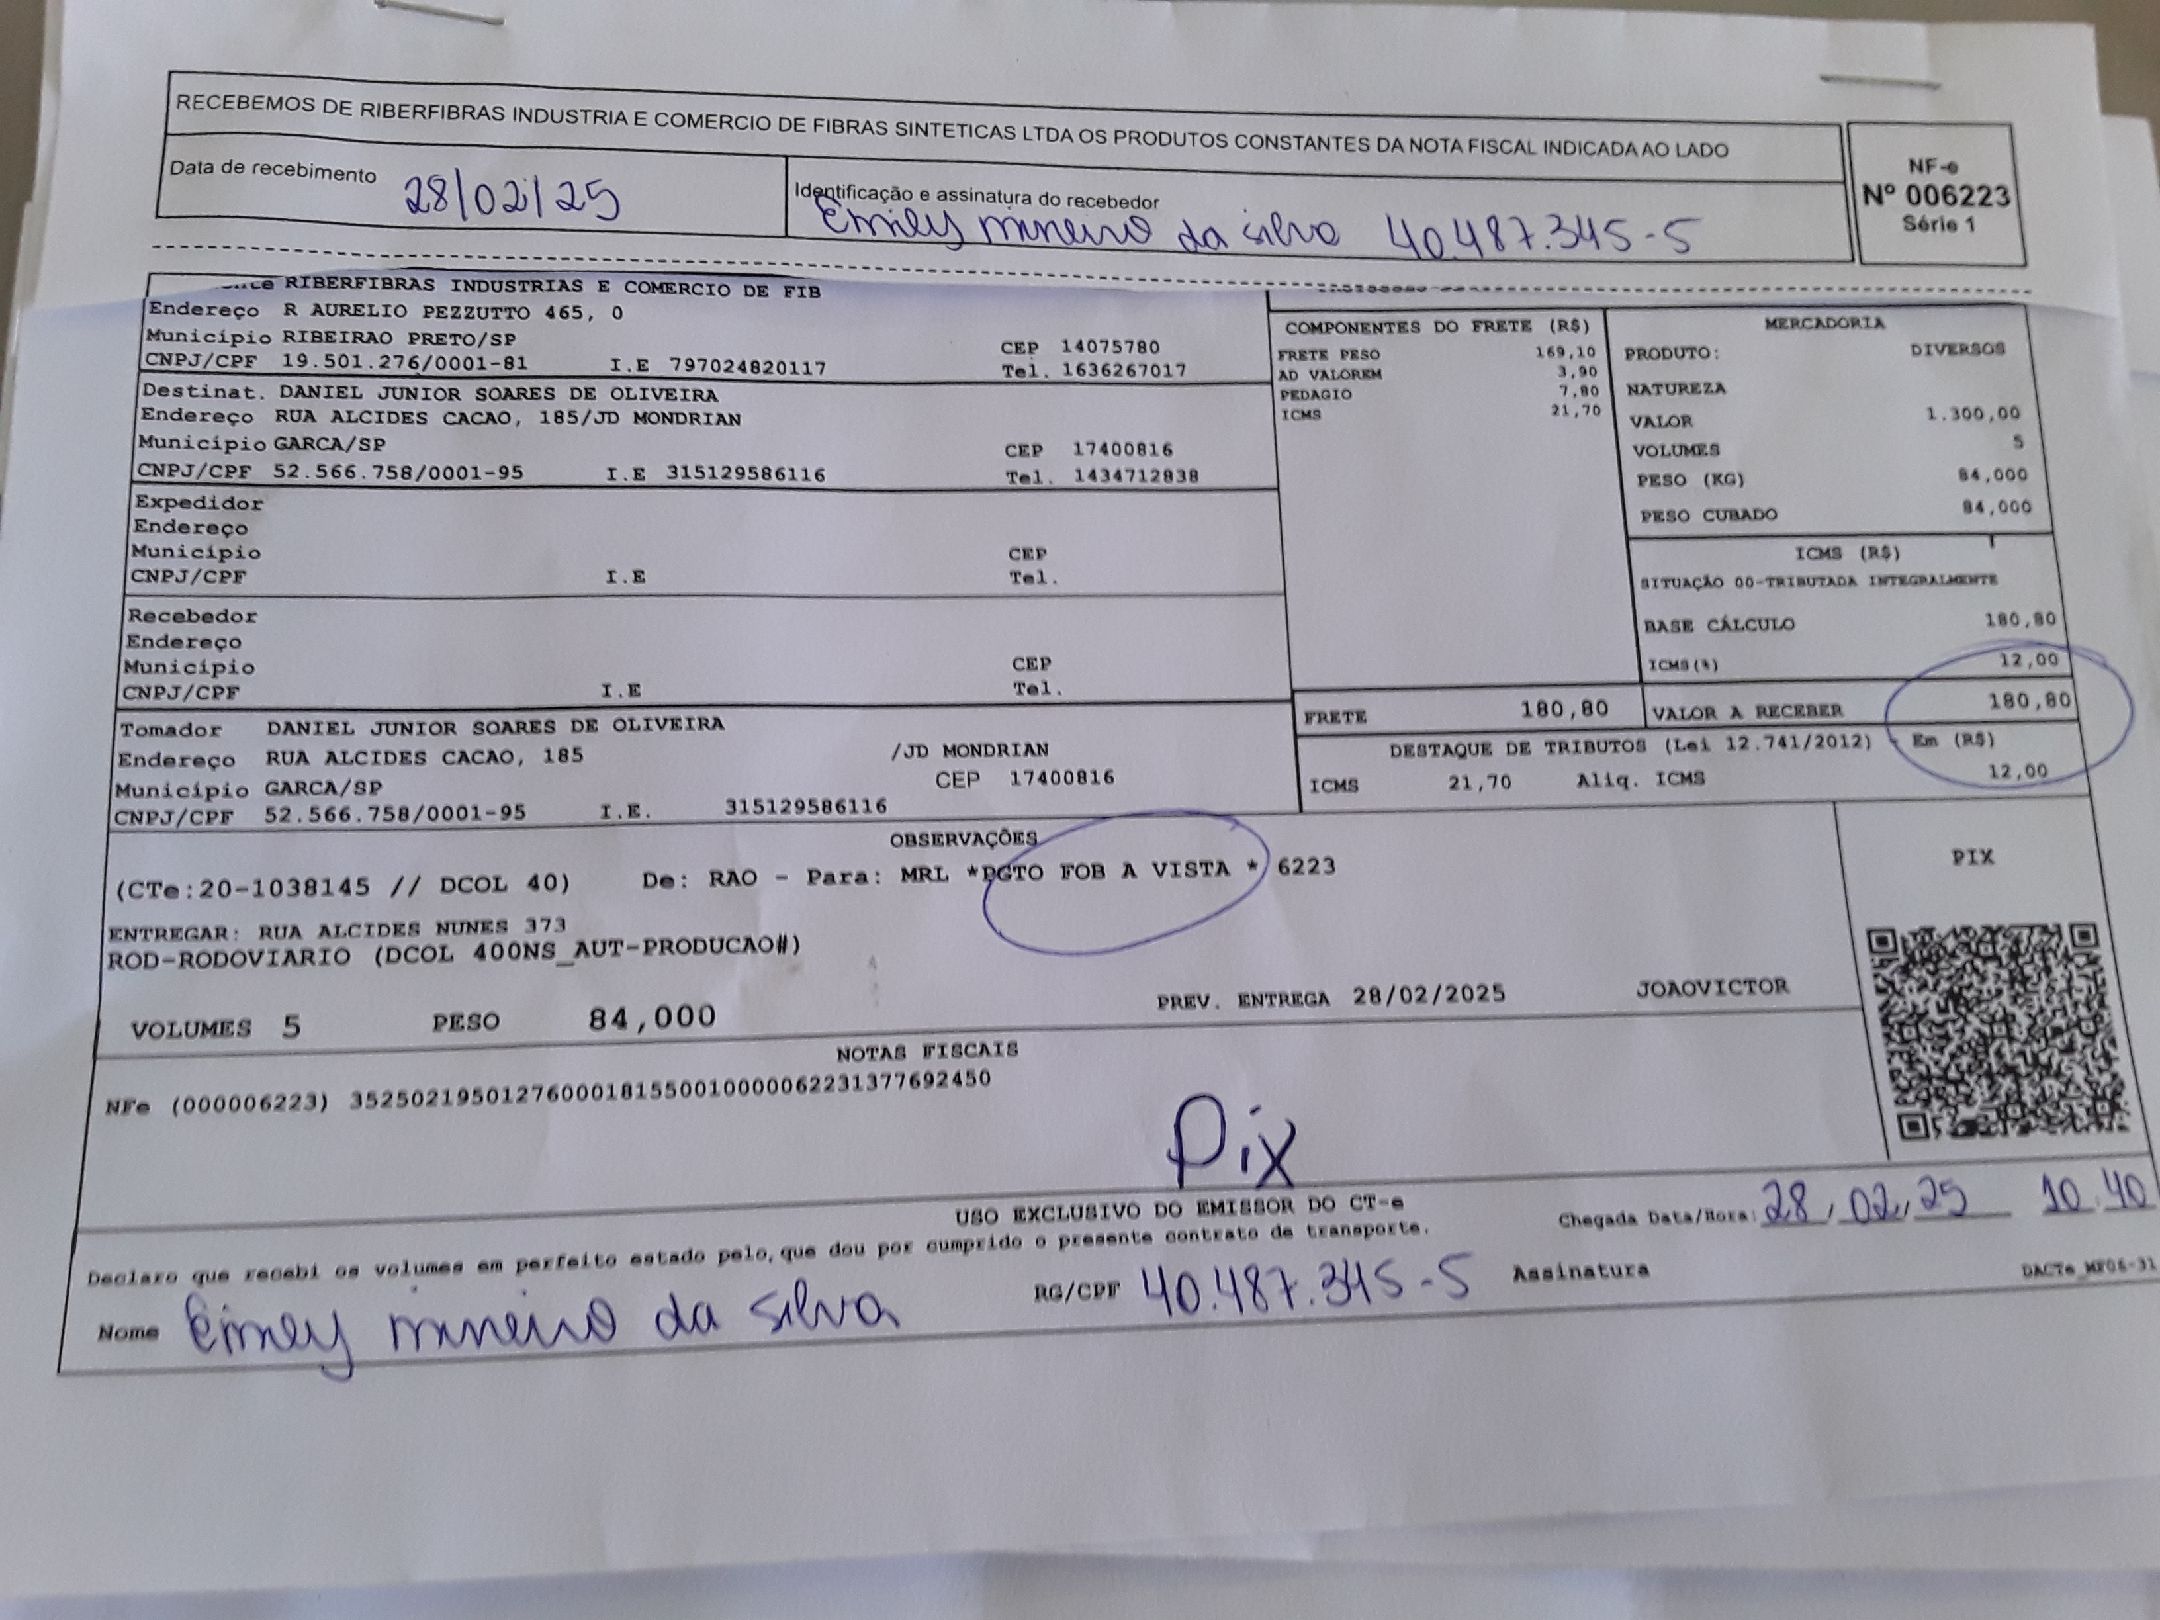 RECEBEMOS DE RIBERFIBRAS INDUSTRIA E COMERCIO DE FIBRAS SINTETICAS LTDA OS PRODUTOS CONSTANTES DA NOTA FISCAL INDICADA AO LADO
Data de recebimento 28/02/25
Identificação e assinatura do recebedor
Emily mineiro da silva 40.487.345-5
NF-e
Nº 006223
Série 1
RIBERFIBRAS INDUSTRIAS E COMERCIO DE FIB
Endereço R AURELIO PEZZUTTO 465, 0
Município RIBEIRAO PRETO/SP CEP 14075780
CNPJ/CPF 19.501.276/0001-81 I.E 797024820117 Tel. 1636267017
Destinat. DANIEL JUNIOR SOARES DE OLIVEIRA
Endereço RUA ALCIDES CACAO, 185/JD MONDRIAN
Município GARCA/SP CEP 17400816
CNPJ/CPF 52.566.758/0001-95 I.E 315129586116 Tel. 1434712838
Expedidor
Endereço
Município CEP
CNPJ/CPF I.E Tel.
Recebedor
Endereço
Município CEP
CNPJ/CPF I.E Tel.
Tomador DANIEL JUNIOR SOARES DE OLIVEIRA
Endereço RUA ALCIDES CACAO, 185 /JD MONDRIAN
Município GARCA/SP CEP 17400816
CNPJ/CPF 52.566.758/0001-95 I.E. 315129586116
COMPONENTES DO FRETE (R$)
FRETE PESO 169,10
AD VALOREM 3,90
PEDAGIO 7,80
ICMS 21,70
MERCADORIA
PRODUTO: DIVERSOS
NATUREZA
VALOR 1.300,00
VOLUMES 5
PESO (KG) 84,000
PESO CUBADO 84,000
ICMS (R$)
SITUAÇÃO 00-TRIBUTADA INTEGRALMENTE
BASE CÁLCULO 180,80
ICMS(%) 12,00
FRETE 180,80 VALOR A RECEBER 180,80
DESTAQUE DE TRIBUTOS (Lei 12.741/2012) - Em (R$)
ICMS 21,70 Aliq. ICMS 12,00
OBSERVAÇÕES
(CTe:20-1038145 // DCOL 40) De: RAO - Para: MRL *PGTO FOB A VISTA * 6223
ENTREGAR: RUA ALCIDES NUNES 373
ROD-RODOVIARIO (DCOL 400NS_AUT-PRODUCAO#)
VOLUMES 5 PESO 84,000 PREV. ENTREGA 28/02/2025 JOAOVICTOR
PIX
NOTAS FISCAIS
NFe (000006223) 35250219501276000181550010000062231377692450
Pix
USO EXCLUSIVO DO EMISSOR DO CT-e
Chegada Data/Hora: 28/02/25 10:40
Declaro que recebi os volumes em perfeito estado pelo, que dou por cumprido o presente contrato de transporte.
Nome Emiley mineiro da silva RG/CPF 40.487.345-5 Assinatura
DACTe_MF06-31